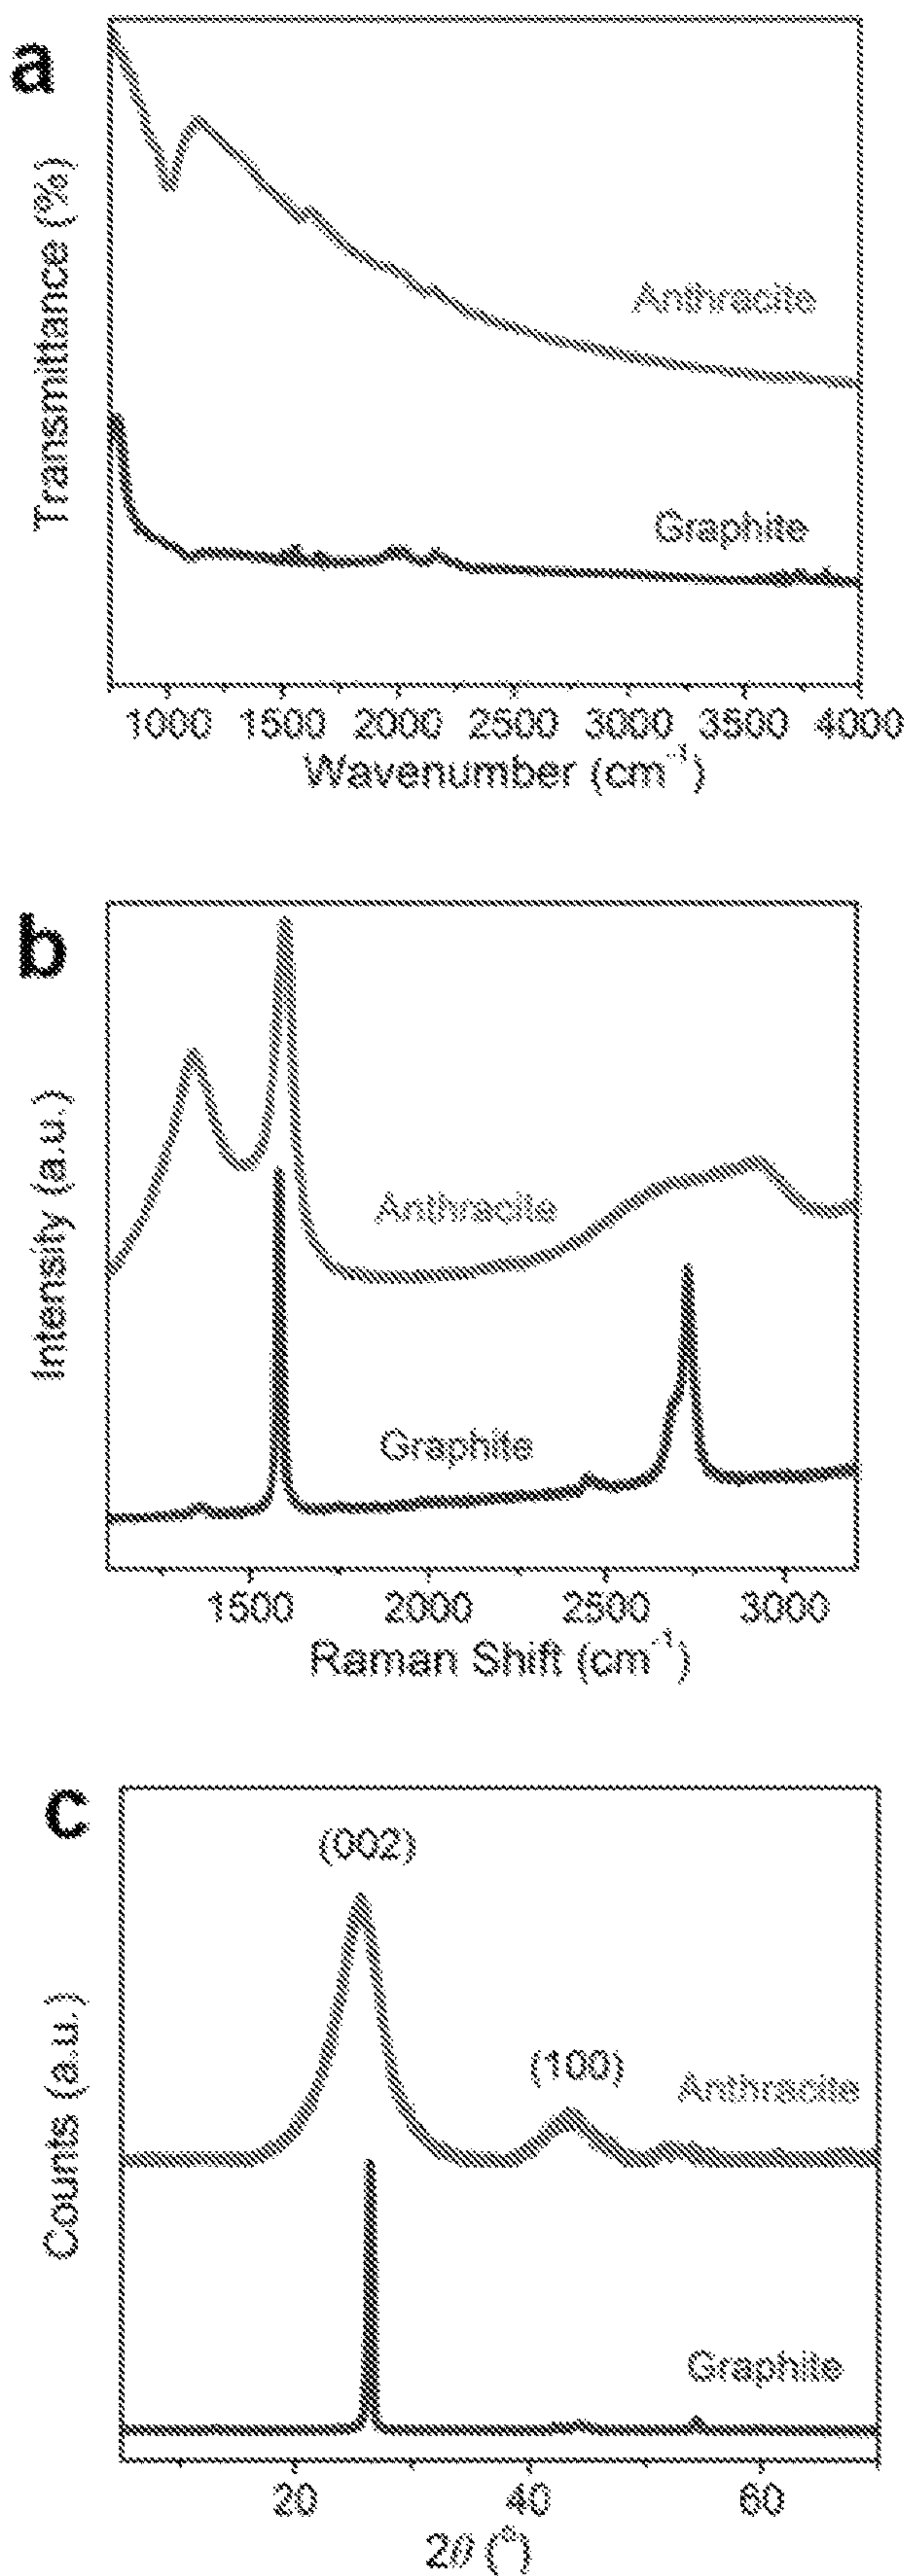 a
Transmittance (%)
Anthracite
Graphite
1000 1500 2000 2500 3000 3500 4000
Wavenumber (cm⁻¹)
b
Intensity (a.u.)
Anthracite
Graphite
1500 2000 2500 3000
Raman Shift (cm⁻¹)
c
Counts (a.u.)
(002)
(100)
Anthracite
Graphite
20 40 60
2θ (°)